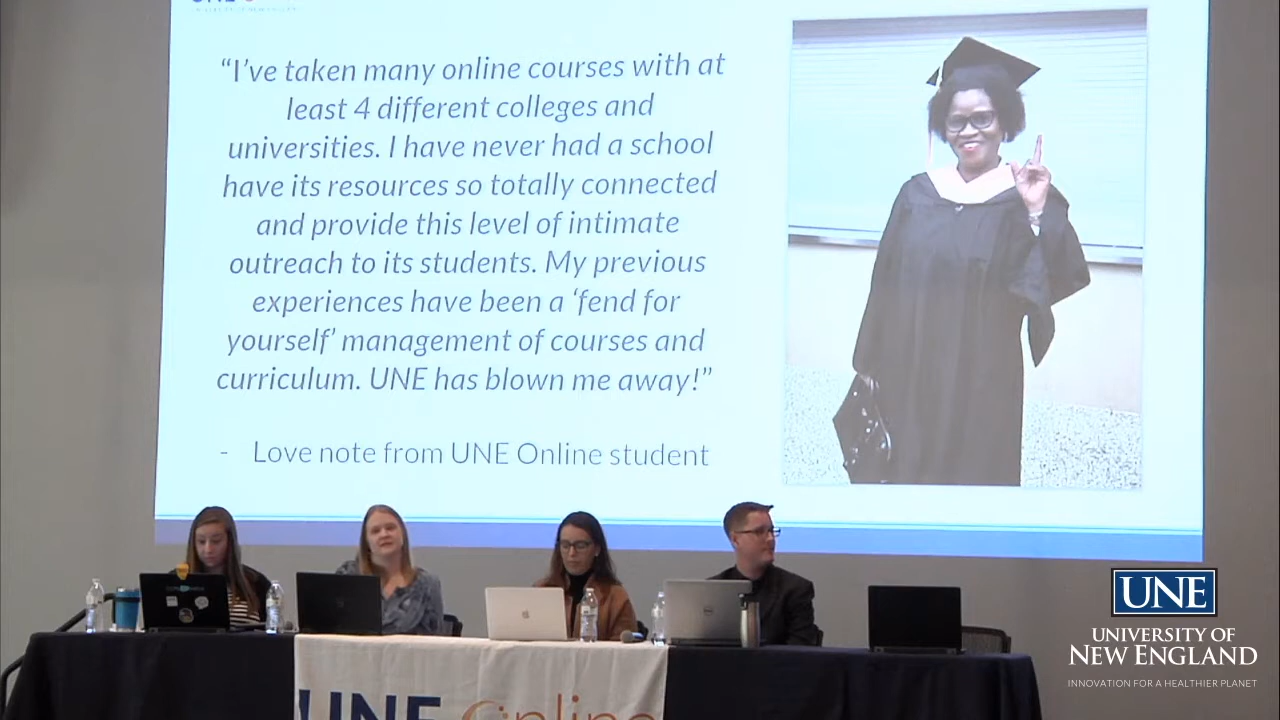 “I’ve taken many online courses with at
least 4 different colleges and
universities. I have never had a school
have its resources so totally connected
and provide this level of intimate
outreach to its students. My previous
experiences have been a ‘fend for
yourself’ management of courses and
curriculum. UNE has blown me away!”
- Love note from UNE Online student
UNE Online
UNE
UNIVERSITY OF
NEW ENGLAND
INNOVATION FOR A HEALTHIER PLANET